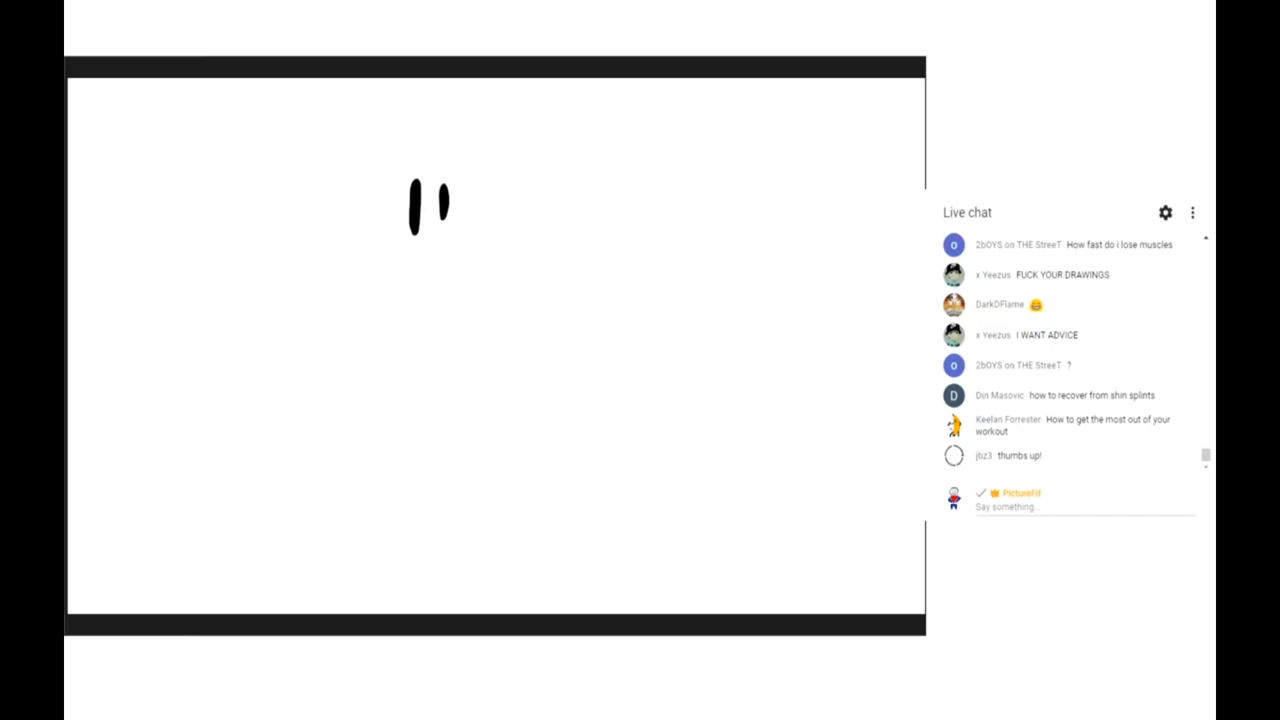 Live chat
2bOYS on THE StreeT How fast do i lose muscles
x Yeezus FUCK YOUR DRAWINGS
DarkDFlame 😄
x Yeezus I WANT ADVICE
O 2bOYS on THE StreeT ?
D Din Masovic how to recover from shin splints
Keelan Forrester How to get the most out of your
workout
jbz3 thumbs up!
PictureFit
Say something...